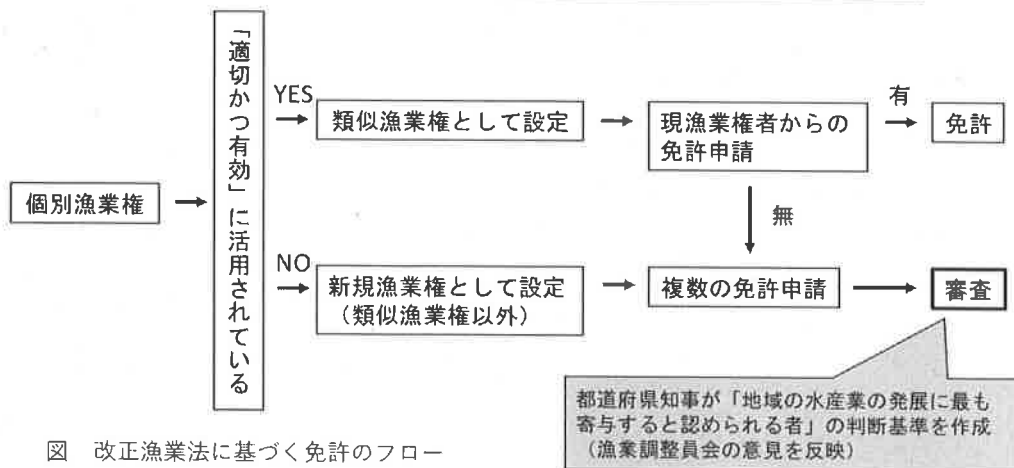 個別漁業権
「適切かつ有効」に活用されている
YES
類似漁業権として設定
現漁業権者からの
免許申請
有
免許
無
NO
新規漁業権として設定
（類似漁業権以外）
複数の免許申請
審査
都道府県知事が「地域の水産業の発展に最も
寄与すると認められる者」の判断基準を作成
（漁業調整員会の意見を反映）
図　改正漁業法に基づく免許のフロー